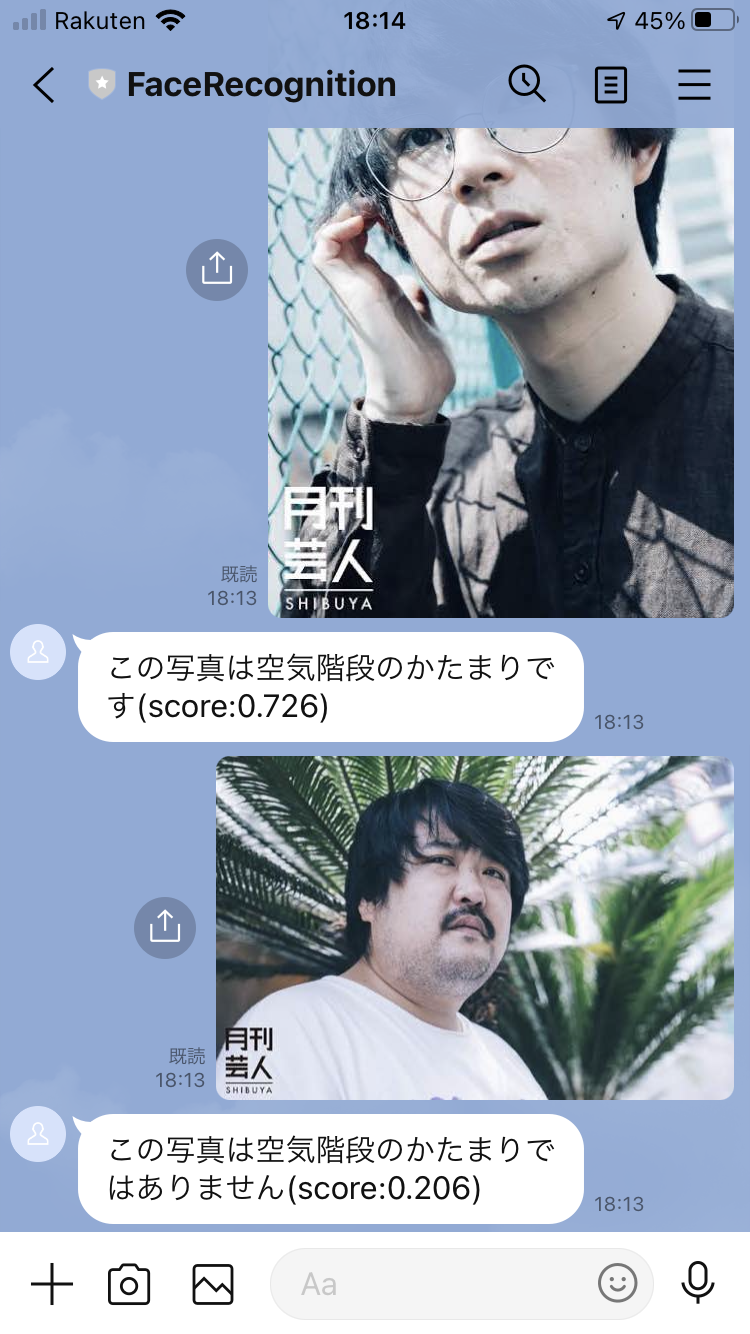 Rakuten 18:14 45%
FaceRecognition
月刊
芸人
SHIBUYA
既読
18:13
この写真は空気階段のかたまりで
す(score:0.726)
18:13
月刊
芸人
SHIBUYA
既読
18:13
この写真は空気階段のかたまりで
はありません(score:0.206)
18:13
Aa